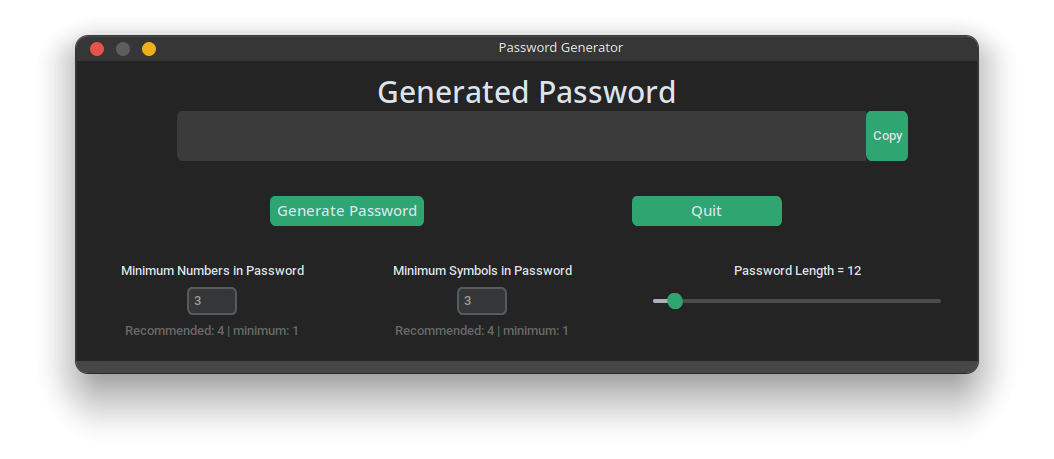 Password Generator
Generated Password
Copy
Generate Password
Quit
Minimum Numbers in Password
Minimum Symbols in Password
Password Length = 12
3
3
Recommended: 4 | minimum: 1
Recommended: 4 | minimum: 1